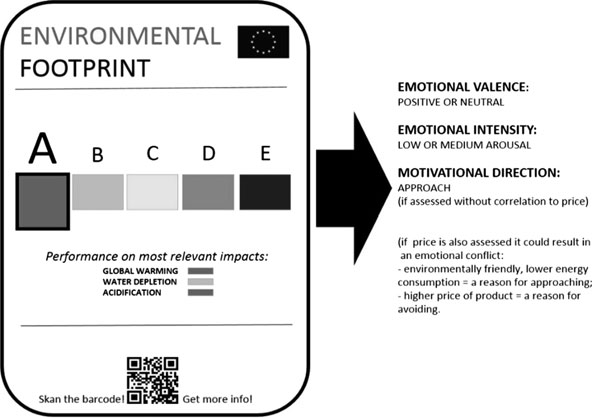 ENVIRONMENTAL
FOOTPRINT
A B C D E
Performance on most relevant impacts:
GLOBAL WARMING
WATER DEPLETION
ACIDIFICATION
Skan the barcode! Get more info!
EMOTIONAL VALENCE:
POSITIVE OR NEUTRAL
EMOTIONAL INTENSITY:
LOW OR MEDIUM AROUSAL
MOTIVATIONAL DIRECTION:
APPROACH
(if assessed without correlation to price)
(if price is also assessed it could result in
an emotional conflict:
- environmentally friendly, lower energy
consumption = a reason for approaching;
- higher price of product = a reason for
avoiding.